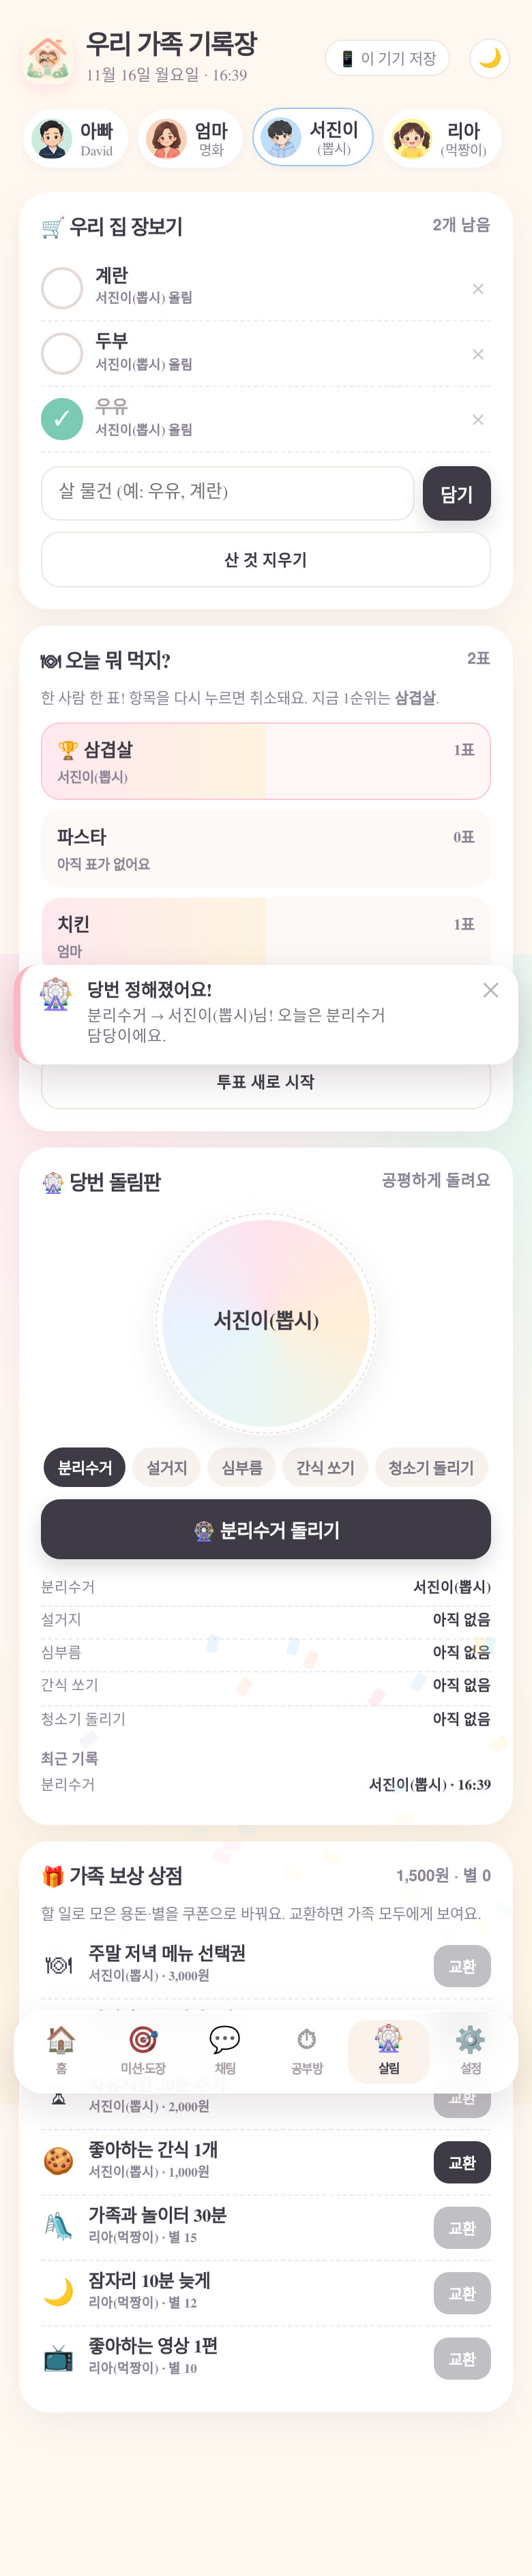 우리 가족 기록장
11월 16일 월요일 · 16:39
📱 이 기기 저장
🌙
아빠
David
엄마
명화
서진이
(뽑시)
리아
(먹짱이)
🛒 우리 집 장보기
2개 남음
계란
서진이(뽑시) 올림
×
두부
서진이(뽑시) 올림
×
✓
우유
서진이(뽑시) 올림
×
살 물건 (예: 우유, 계란)
담기
산 것 지우기
🍽 오늘 뭐 먹지?
2표
한 사람 한 표! 항목을 다시 누르면 취소돼요. 지금 1순위는 삼겹살.
🏆 삼겹살
1표
서진이(뽑시)
파스타
0표
아직 표가 없어요
치킨
1표
엄마
🎡 당번 정해졌어요!
분리수거 → 서진이(뽑시)님! 오늘은 분리수거
담당이에요.
×
투표 새로 시작
🎡 당번 돌림판
공평하게 돌려요
서진이(뽑시)
분리수거
설거지
심부름
간식 쏘기
청소기 돌리기
🎡 분리수거 돌리기
분리수거
서진이(뽑시)
설거지
아직 없음
심부름
아직 없음
간식 쏘기
아직 없음
청소기 돌리기
아직 없음
최근 기록
분리수거
서진이(뽑시) · 16:39
🎁 가족 보상 상점
1,500원 · 별 0
할 일로 모은 용돈·별을 쿠폰으로 바꿔요. 교환하면 가족 모두에게 보여요.
🍽 주말 저녁 메뉴 선택권
서진이(뽑시) · 3,000원
교환
🏠 홈
🎯 미션·도장
💬 채팅
⏱ 공부방
🎡 살림
⚙️ 설정
서진이(뽑시) · 2,000원
교환
🍪 좋아하는 간식 1개
서진이(뽑시) · 1,000원
교환
🛝 가족과 놀이터 30분
리아(먹짱이) · 별 15
교환
🌙 잠자리 10분 늦게
리아(먹짱이) · 별 12
교환
📺 좋아하는 영상 1편
리아(먹짱이) · 별 10
교환